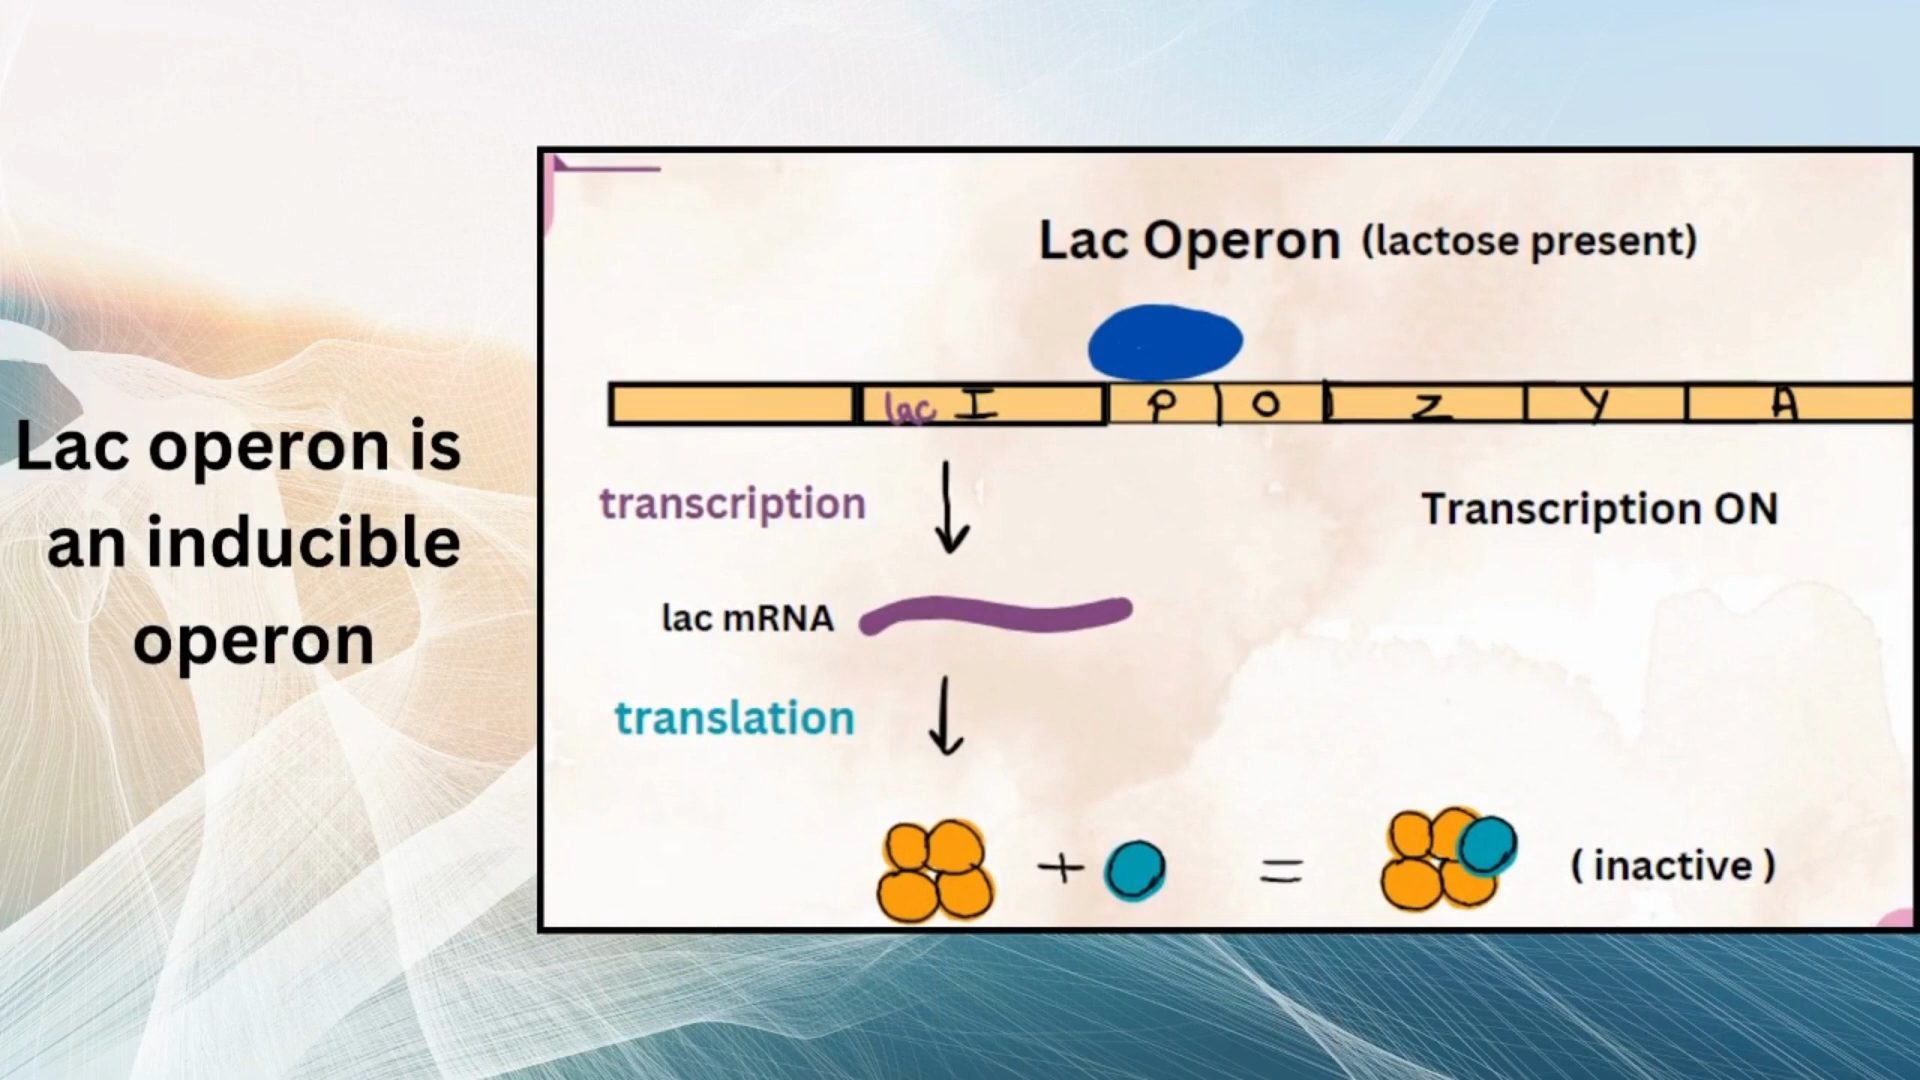 Lac operon is
an inducible
operon
Lac Operon (lactose present)
lac I P O Z Y A
transcription
Transcription ON
lac mRNA
translation
+ = ( inactive )